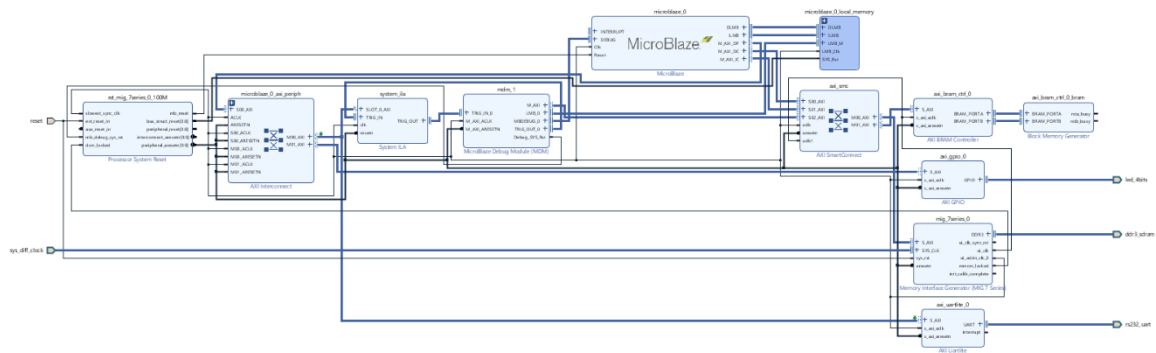 microblaze_0
INTERRUPT
DEBUG
Clk
Reset
MicroBlaze
DLMB
ILMB
M_AXI_DP
M_AXI_DC
M_AXI_IC
MicroBlaze
microblaze_0_local_memory
DLMB
ILMB
LMB_M
LMB_Clk
SYS_Rst
rst_mig_7series_0_100M
slowest_sync_clk
ext_reset_in
aux_reset_in
mb_debug_sys_rst
dcm_locked
mb_reset
bus_struct_reset[0:0]
peripheral_reset[0:0]
interconnect_aresetn[0:0]
peripheral_aresetn[0:0]
Processor System Reset
microblaze_0_axi_periph
S00_AXI
ACLK
ARESETN
S00_ACLK
S00_ARESETN
M00_ACLK
M00_ARESETN
M01_ACLK
M01_ARESETN
M00_AXI
M01_AXI
AXI Interconnect
system_ila
SLOT_0_AXI
TRIG_IN
clk
resetn
TRIG_OUT
System ILA
mdm_1
TRIG_IN_0
M_AXI_ACLK
M_AXI_ARESETN
M_AXI
LMB_0
MBDEBUG_0
TRIG_OUT_0
Debug_SYS_Rst
MicroBlaze Debug Module (MDM)
axi_smc
S00_AXI
S01_AXI
S02_AXI
aclk
aresetn
aclk1
M00_AXI
M01_AXI
AXI SmartConnect
axi_bram_ctrl_0
S_AXI
s_axi_aclk
s_axi_aresetn
BRAM_PORTA
BRAM_PORTB
AXI BRAM Controller
axi_bram_ctrl_0_bram
BRAM_PORTA
BRAM_PORTB
rsta_busy
rstb_busy
Block Memory Generator
axi_gpio_0
S_AXI
s_axi_aclk
s_axi_aresetn
GPIO
AXI GPIO
mig_7series_0
S_AXI
SYS_CLK
sys_rst
aresetn
DDR3
ui_clk_sync_rst
ui_clk
ui_addn_clk_0
mmcm_locked
init_calib_complete
Memory Interface Generator (MIG 7 Series)
axi_uartlite_0
S_AXI
s_axi_aclk
s_axi_aresetn
UART
interrupt
AXI Uartlite
reset
sys_diff_clock
led_4bits
ddr3_sdram
rs232_uart